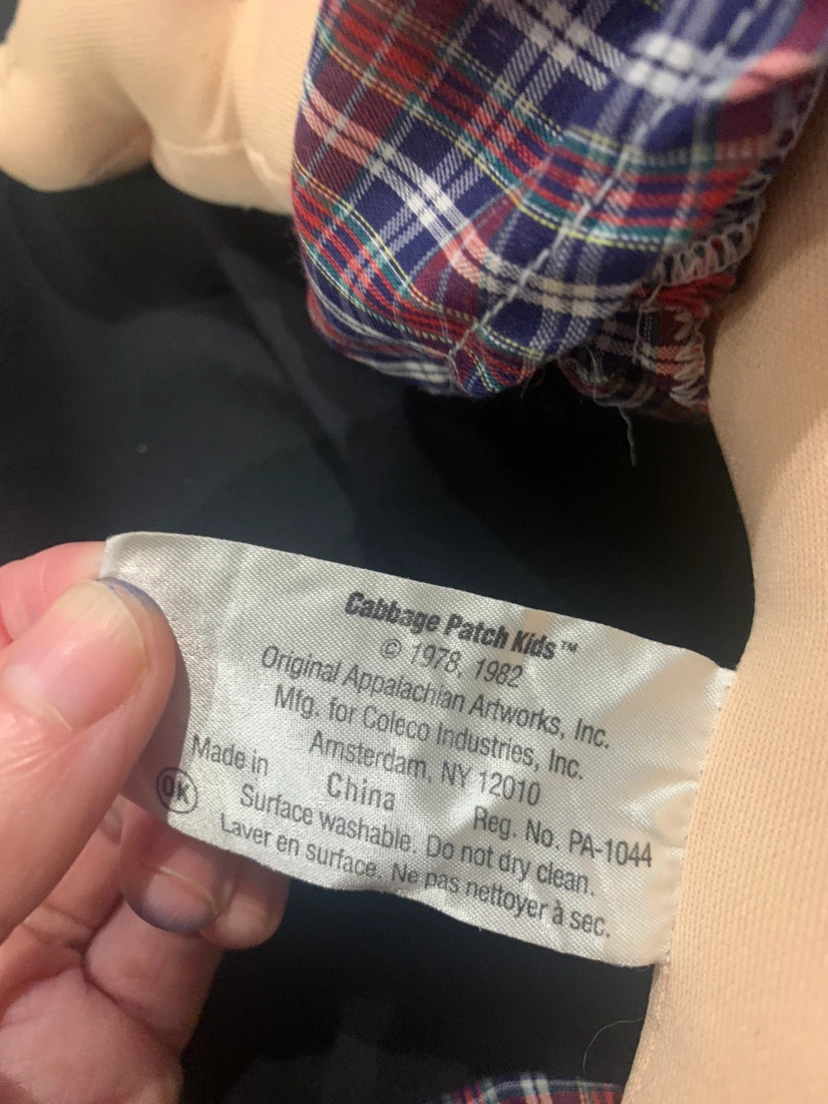 Cabbage Patch Kids™
© 1978, 1982
Original Appalachian Artworks, Inc.
Mfg. for Coleco Industries, Inc.
Amsterdam, NY 12010
Made in China Reg. No. PA-1044
OK
Surface washable. Do not dry clean.
Laver en surface. Ne pas nettoyer à sec.